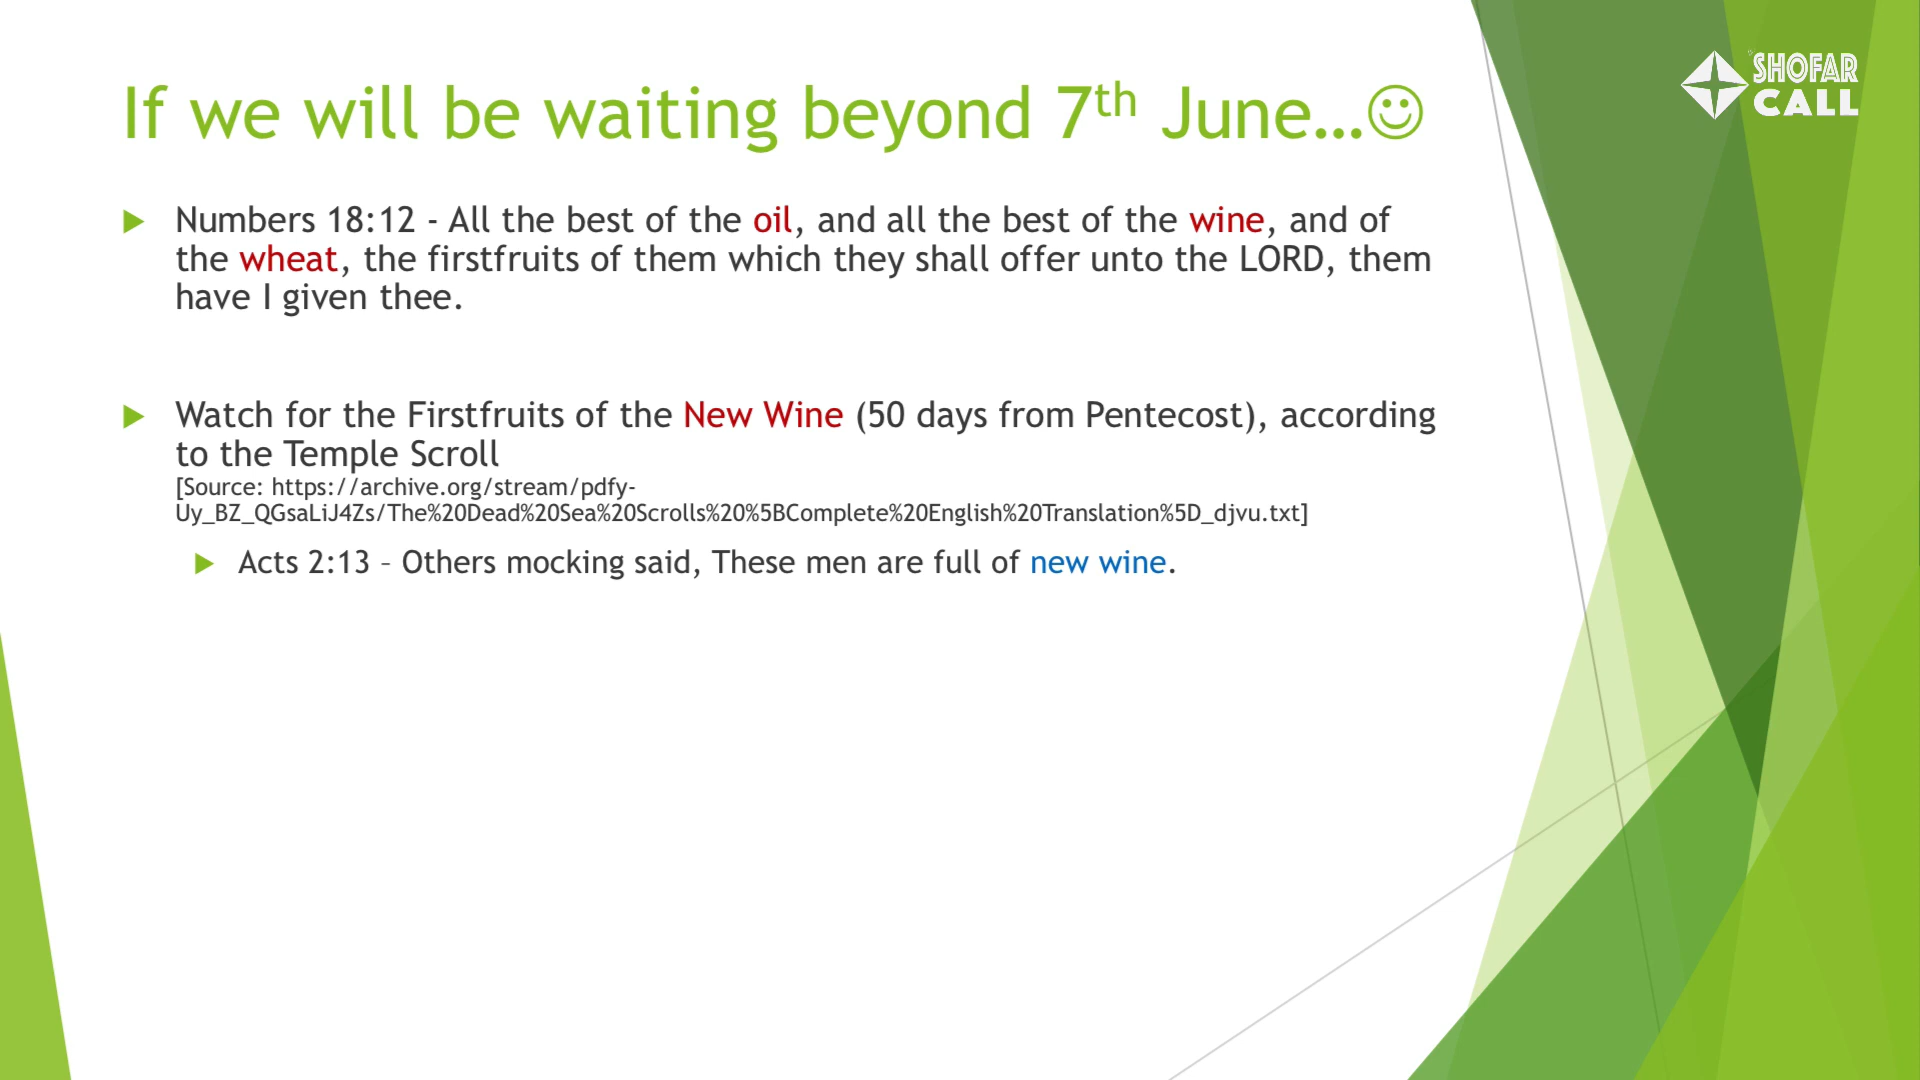 SHOFAR
CALL
If we will be waiting beyond 7th June...☺
Numbers 18:12 - All the best of the oil, and all the best of the wine, and of
the wheat, the firstfruits of them which they shall offer unto the LORD, them
have I given thee.
Watch for the Firstfruits of the New Wine (50 days from Pentecost), according
to the Temple Scroll
[Source: https://archive.org/stream/pdfy-
Uy_BZ_QGsaLiJ4Zs/The%20Dead%20Sea%20Scrolls%20%5BComplete%20English%20Translation%5D_djvu.txt]
Acts 2:13 – Others mocking said, These men are full of new wine.